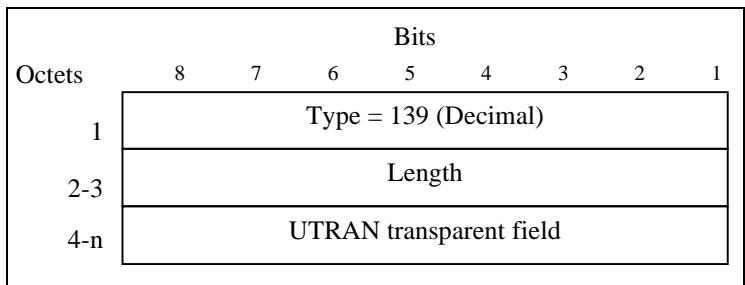 Bits
Octets 8 7 6 5 4 3 2 1
1 Type = 139 (Decimal)
2-3 Length
4-n UTRAN transparent field